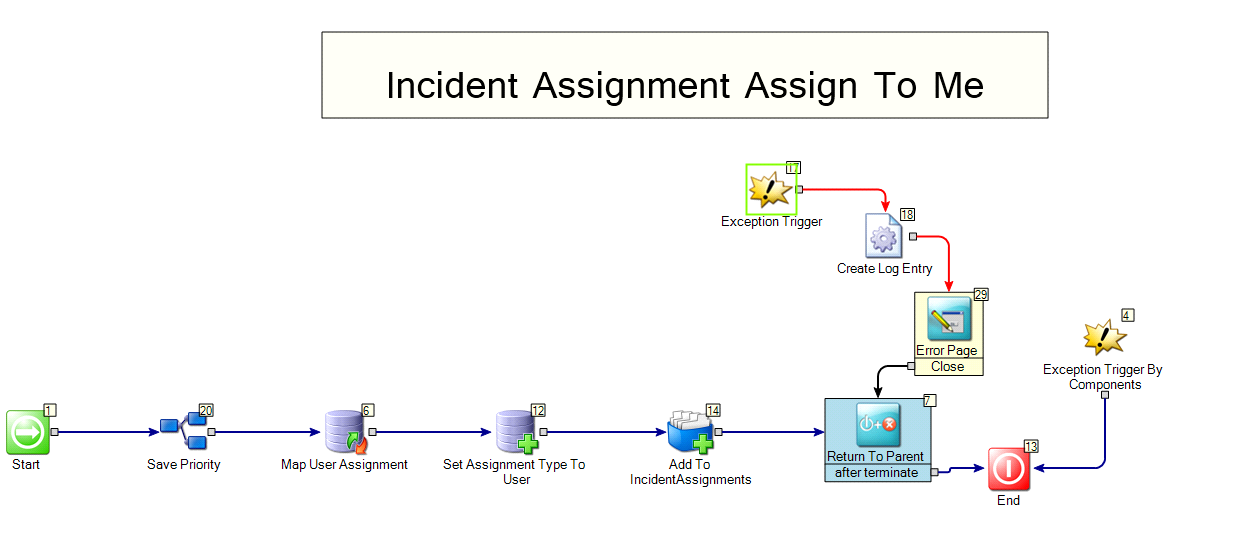 Incident Assignment Assign To Me
17
Exception Trigger
18
Create Log Entry
29
Error Page
Close
4
Exception Trigger By
Components
1
Start
20
Save Priority
6
Map User Assignment
12
Set Assignment Type To
User
14
Add To
IncidentAssignments
7
Return To Parent
after terminate
13
End